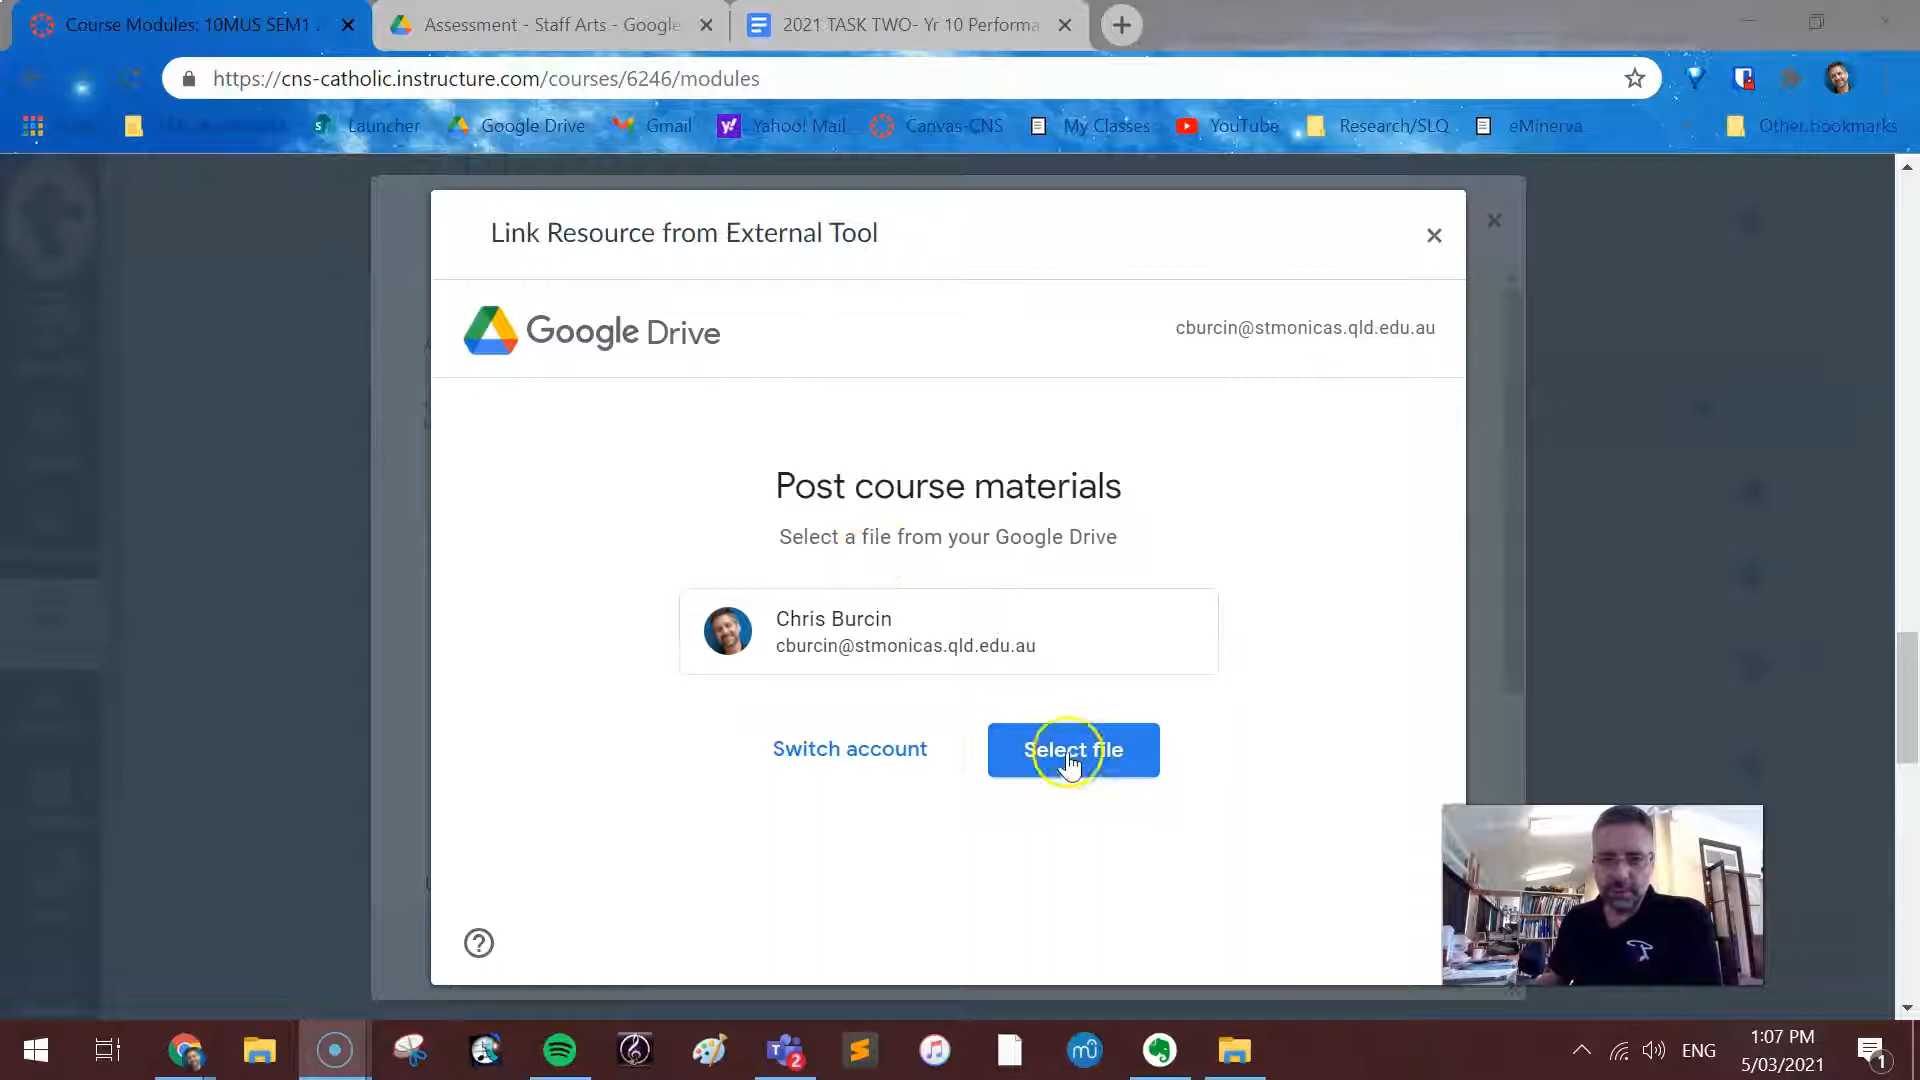 Course Modules: 10MUS SEM1
Assessment - Staff Arts - Google
2021 TASK TWO- Yr 10 Performa
https://cns-catholic.instructure.com/courses/6246/modules
Launcher
Google Drive
Gmail
Yahoo! Mail
Canvas-CNS
My Classes
YouTube
Research/SLQ
eMinerva
Other bookmarks
Link Resource from External Tool
Google Drive
cburcin@stmonicas.qld.edu.au
Post course materials
Select a file from your Google Drive
Chris Burcin
cburcin@stmonicas.qld.edu.au
Switch account
Select file
ENG
1:07 PM
5/03/2021
2
1